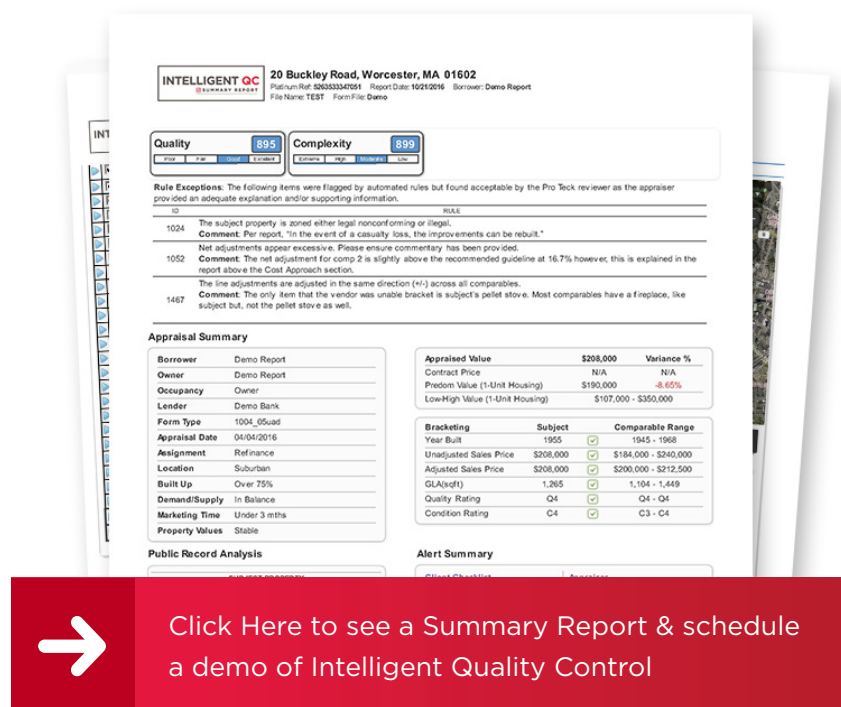 INTELLIGENT QC
SUMMARY REPORT
20 Buckley Road, Worcester, MA 01602
Platinum Ref: 5263533347051 Report Date: 10/21/2016 Borrower: Demo Report
File Name: TEST Form File: Demo
INT
Quality 895
Poor Fair Good Excellent
Complexity 899
Extreme High Moderate Low
Rule Exceptions: The following items were flagged by automated rules but found acceptable by the Pro Teck reviewer as the appraiser
provided an adequate explanation and/or supporting information.
ID RULE
1024 The subject property is zoned either legal nonconforming or illegal.
Comment: Per report, "In the event of a casualty loss, the improvements can be rebuilt."
1052 Net adjustments appear excessive. Please ensure commentary has been provided.
Comment: The net adjustment for comp 2 is slightly above the recommended guideline at 16.7% however, this is explained in the
report above the Cost Approach section.
1467 The line adjustments are adjusted in the same direction (+/-) across all comparables.
Comment: The only item that the vendor was unable bracket is subject's pellet stove. Most comparables have a fireplace, like
subject but, not the pellet stove as well.
Appraisal Summary
Borrower Demo Report
Owner Demo Report
Occupancy Owner
Lender Demo Bank
Form Type 1004_05uad
Appraisal Date 04/04/2016
Assignment Refinance
Location Suburban
Built Up Over 75%
Demand/Supply In Balance
Marketing Time Under 3 mths
Property Values Stable
Appraised Value $208,000 Variance %
Contract Price N/A N/A
Predom Value (1-Unit Housing) $190,000 -8.65%
Low-High Value (1-Unit Housing) $107,000 - $350,000
Bracketing Subject Comparable Range
Year Built 1955 1945 - 1968
Unadjusted Sales Price $208,000 $184,000 - $240,000
Adjusted Sales Price $208,000 $200,000 - $212,500
GLA(sqft) 1,265 1,104 - 1,449
Quality Rating Q4 Q4 - Q4
Condition Rating C4 C3 - C4
Public Record Analysis
Alert Summary
SUBJECT PROPERTY
Client Checklist Appraiser
Click Here to see a Summary Report & schedule
a demo of Intelligent Quality Control